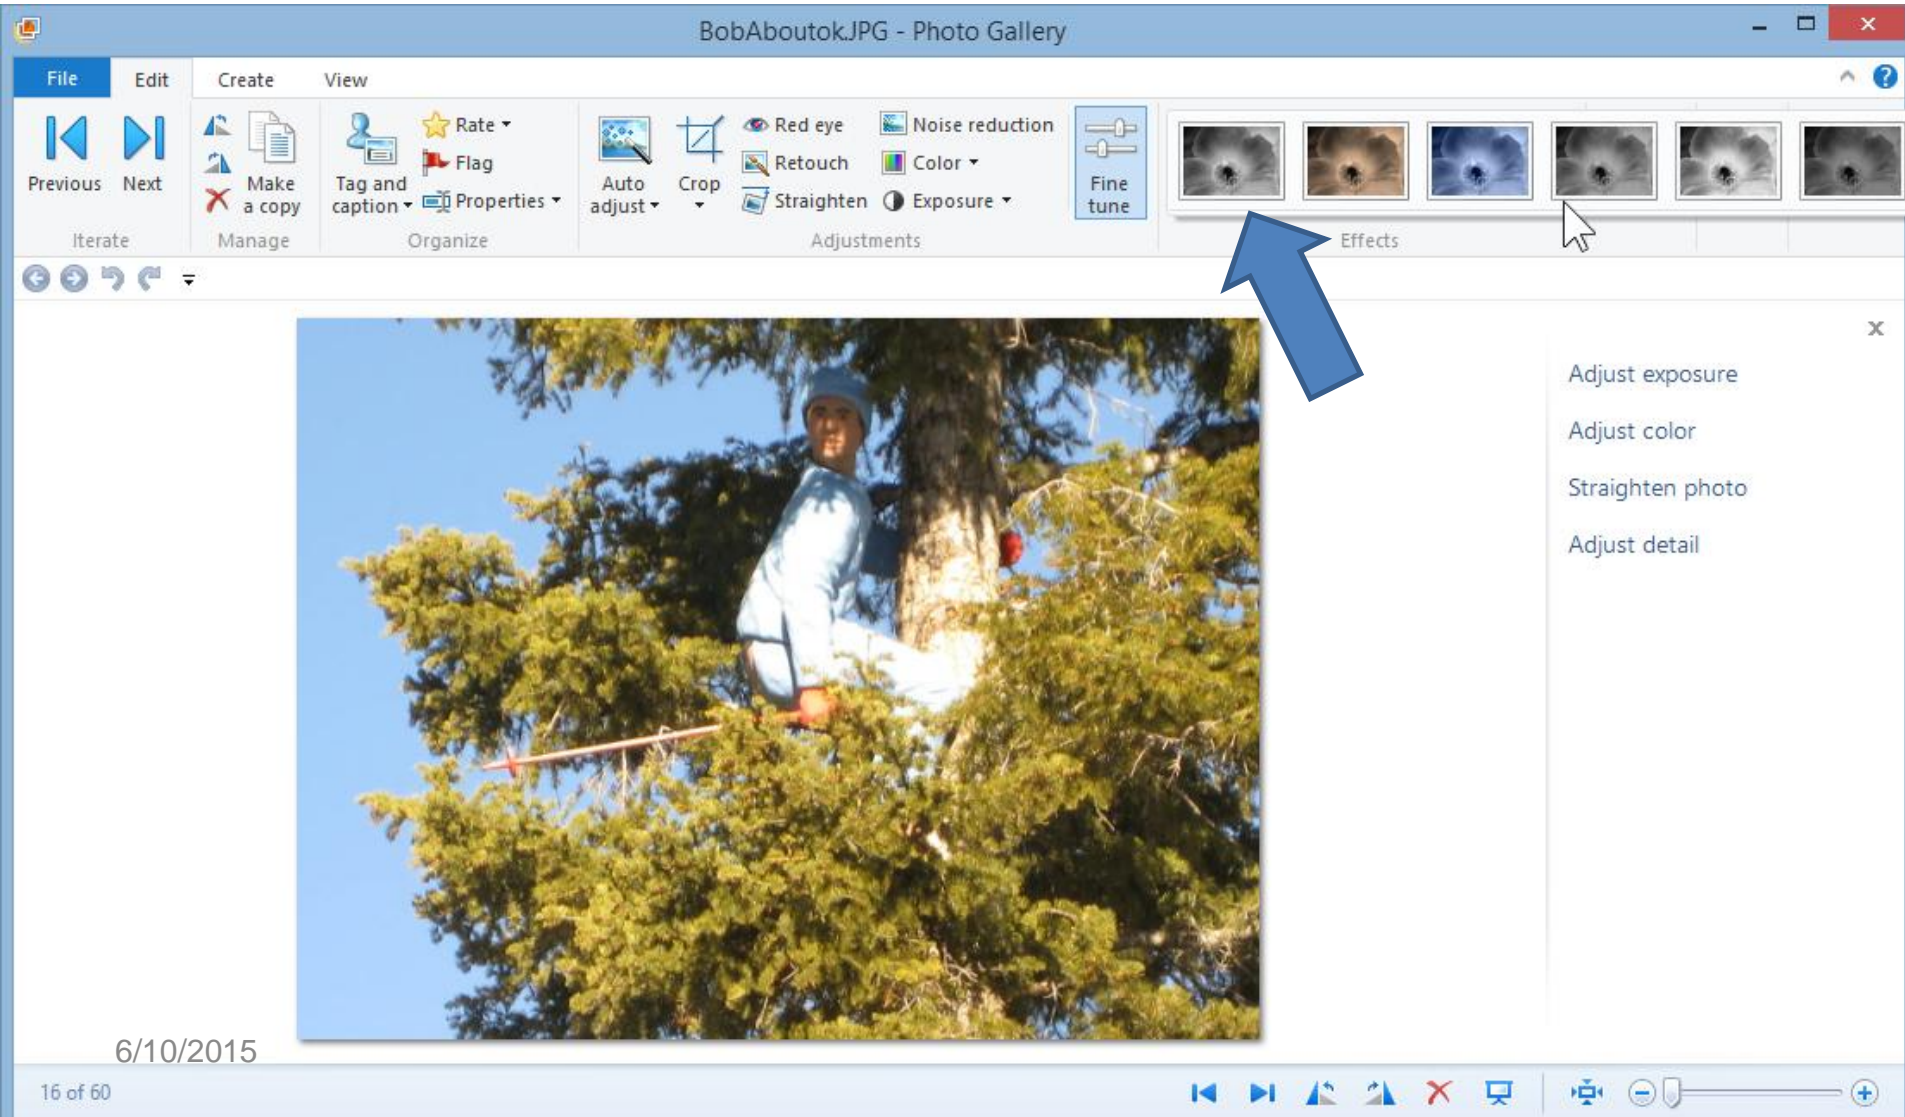 BobAboutok.JPG - Photo Gallery
File Edit Create View
Previous Next
Make a copy
Tag and caption
Rate
Flag
Properties
Auto adjust
Crop
Red eye
Retouch
Straighten
Noise reduction
Color
Exposure
Fine tune
Iterate Manage Organize Adjustments Effects
Adjust exposure
Adjust color
Straighten photo
Adjust detail
6/10/2015
16 of 60